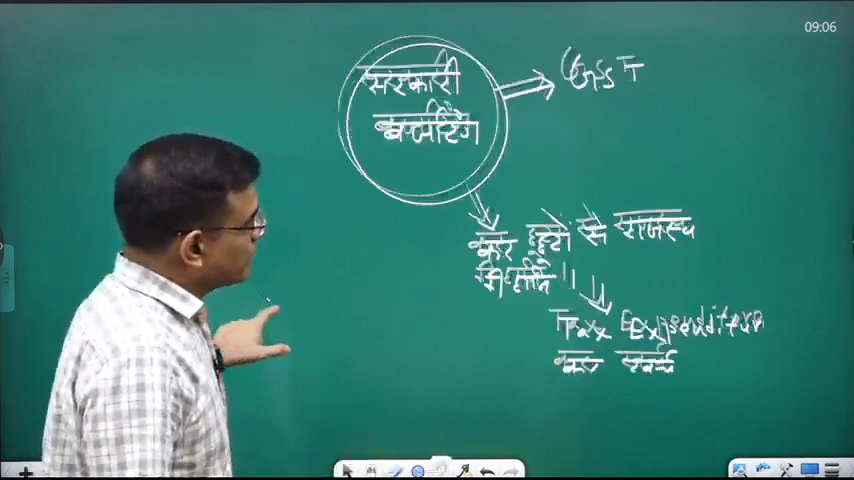 09:06
सरकारी
बजटिंग
GST
कर छूटों से राजस्व
की हानि
Tax Expenditure
कर खर्च